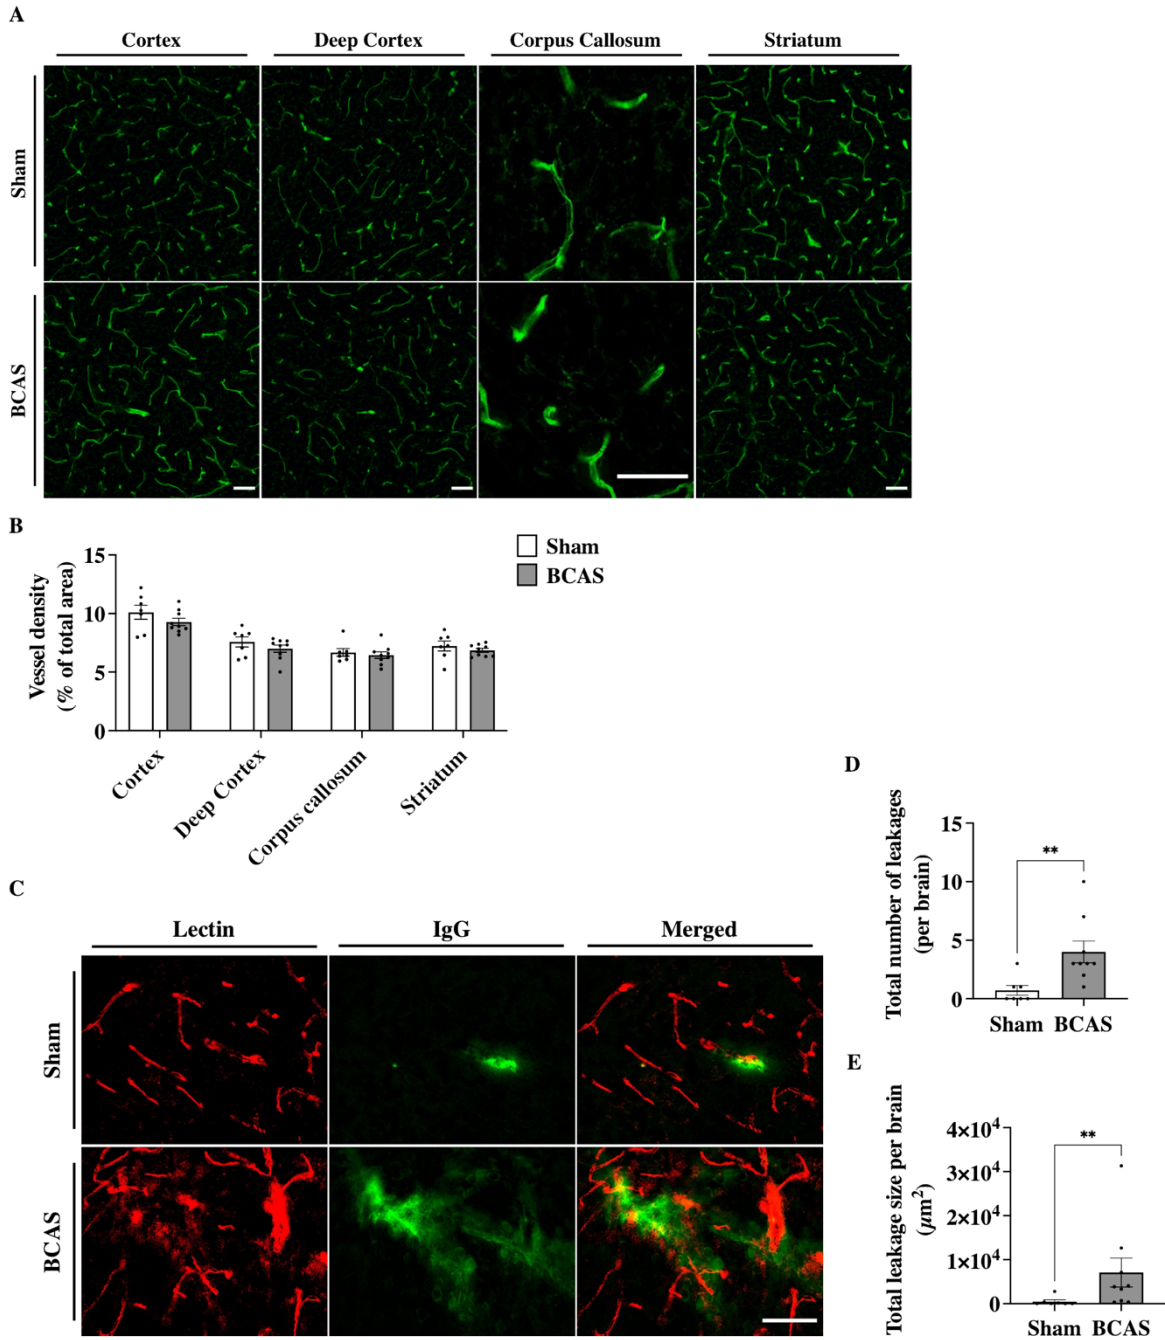 A
Cortex
Deep Cortex
Corpus Callosum
Striatum
Sham
BCAS
B
Vessel density
(% of total area)
15
10
5
0
Sham
BCAS
Cortex
Deep Cortex
Corpus callosum
Striatum
C
Lectin
IgG
Merged
Sham
BCAS
D
Total number of leakages
(per brain)
15
10
5
0
**
Sham
BCAS
E
Total leakage size per brain
(μm²)
4×10⁴
3×10⁴
2×10⁴
1×10⁴
0
**
Sham
BCAS